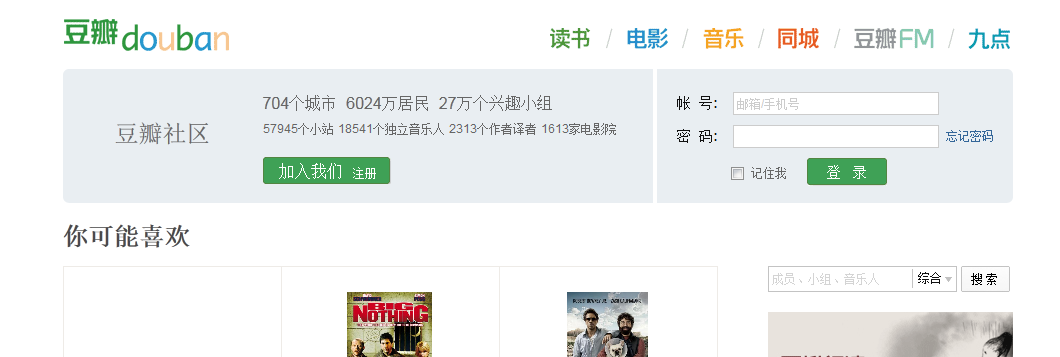 豆瓣douban
读书 / 电影 / 音乐 / 同城 / 豆瓣FM / 九点
豆瓣社区
704个城市 6024万居民 27万个兴趣小组
57945个小站 18541个独立音乐人 2313个作者译者 1613家电影院
加入我们 注册
帐 号:
邮箱/手机号
密 码:
忘记密码
记住我
登 录
你可能喜欢
成员、小组、音乐人
综合
搜 索
BIG
NOTHING